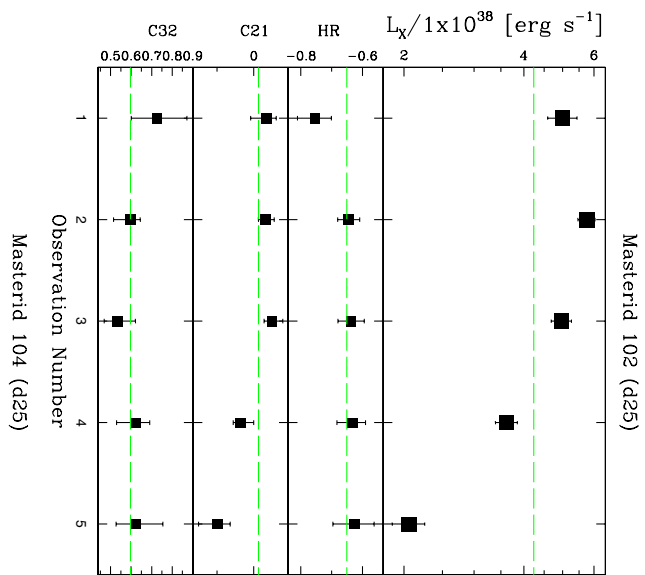 C32 C21 HR L_X/1x10^38 [erg s^-1]
0.5 0.6 0.7 0.8 0.9 0 −0.8 −0.6 2 4 6
1
2
3
4
5
Observation Number
Masterid 102 (d25)
Masterid 104 (d25)